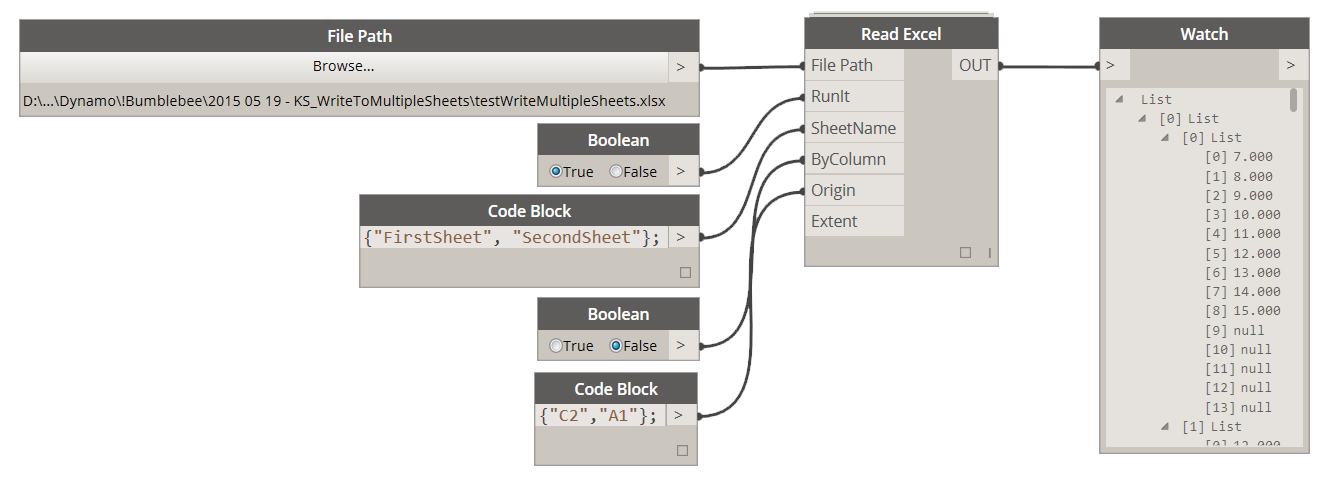 File Path
Browse...
>
D:\...\Dynamo\!Bumblebee\2015 05 19 - KS_WriteToMultipleSheets\testWriteMultipleSheets.xlsx
Boolean
True False >
Code Block
{"FirstSheet", "SecondSheet"}; >
Boolean
True False >
Code Block
{"C2","A1"}; >
Read Excel
File Path OUT
RunIt
SheetName
ByColumn
Origin
Extent
Watch
> >
List
[0] List
[0] List
[0] 7.000
[1] 8.000
[2] 9.000
[3] 10.000
[4] 11.000
[5] 12.000
[6] 13.000
[7] 14.000
[8] 15.000
[9] null
[10] null
[11] null
[12] null
[13] null
[1] List
[0] 12.000